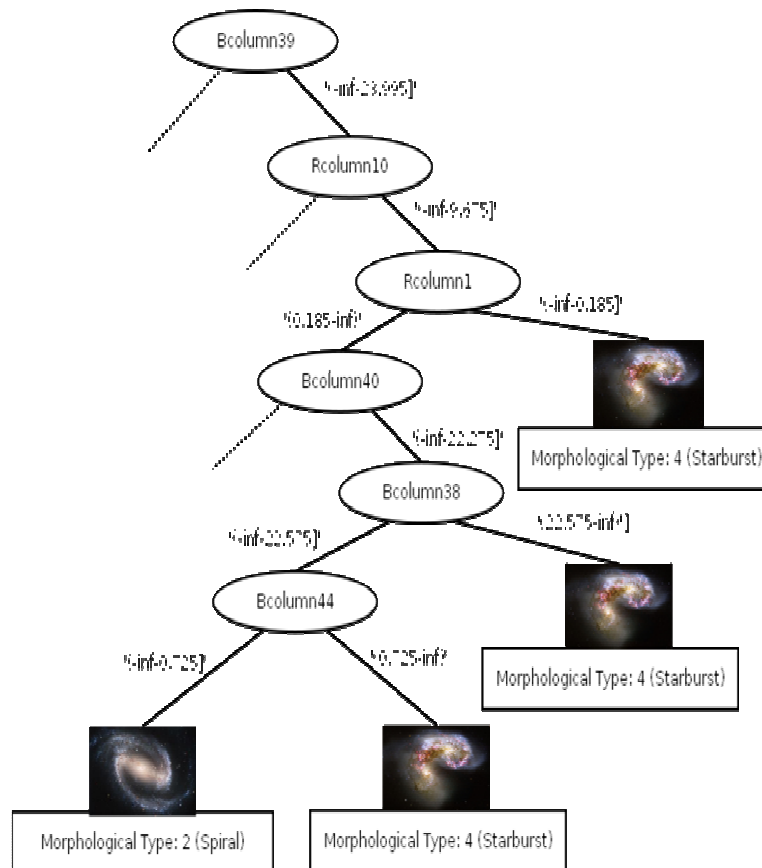 Bcolumn39
'(-inf-23.995]'
Rcolumn10
'(-inf-9.675]'
Rcolumn1
'(0.185-inf)'
'(-inf-0.185]'
Bcolumn40
'(-inf-22.275]'
Morphological Type: 4 (Starburst)
Bcolumn38
'(-inf-22.575]'
'(22.575-inf)'
Bcolumn44
'(-inf-0.725]'
'(0.725-inf)'
Morphological Type: 4 (Starburst)
Morphological Type: 2 (Spiral)
Morphological Type: 4 (Starburst)